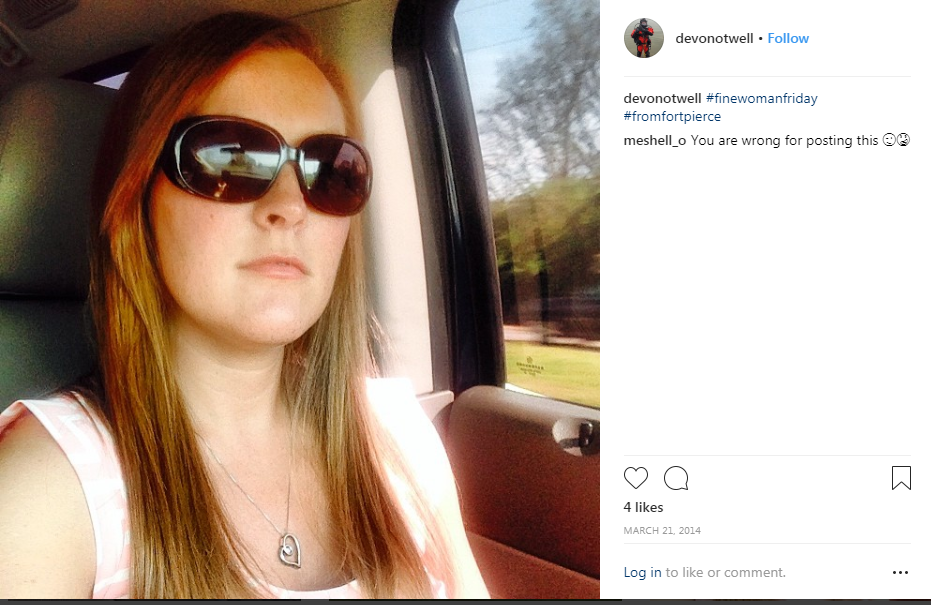 devonotwell • Follow
devonotwell #finewomanfriday
#fromfortpierce
meshell_o You are wrong for posting this
4 likes
MARCH 21, 2014
Log in to like or comment.